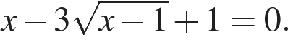 x − 3√(x − 1) + 1 = 0.